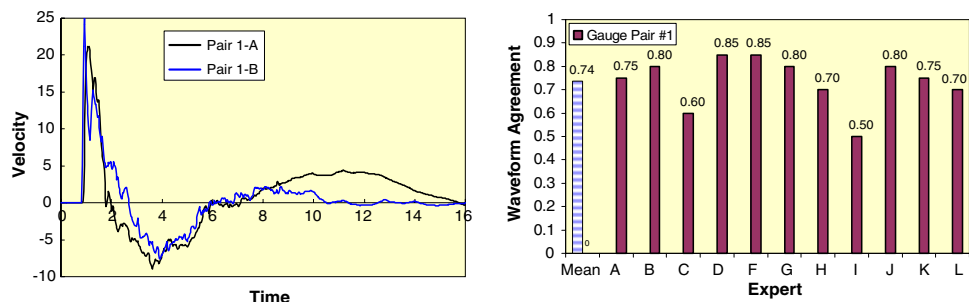 25
20
15
10
5
0
-5
-10
Velocity
Pair 1-A
Pair 1-B
0 2 4 6 8 10 12 14 16
Time
1
0.9
0.8
0.7
0.6
0.5
0.4
0.3
0.2
0.1
0
Waveform Agreement
Gauge Pair #1
0.74 0.75 0.80 0.60 0.85 0.85 0.80 0.70 0.50 0.80 0.75 0.70
0
Mean A B C D F G H I J K L
Expert